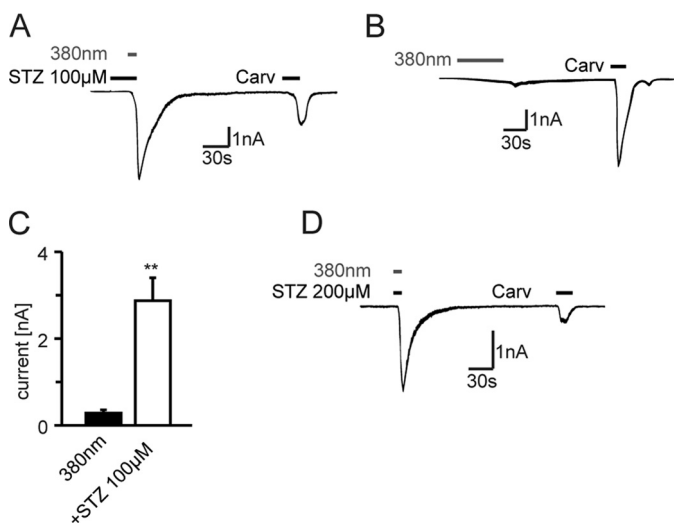 A
380nm
STZ 100µM
Carv
1nA
30s
B
380nm
Carv
1nA
30s
C
4
2
0
current [nA]
**
380nm
+STZ 100µM
D
380nm
STZ 200µM
Carv
1nA
30s